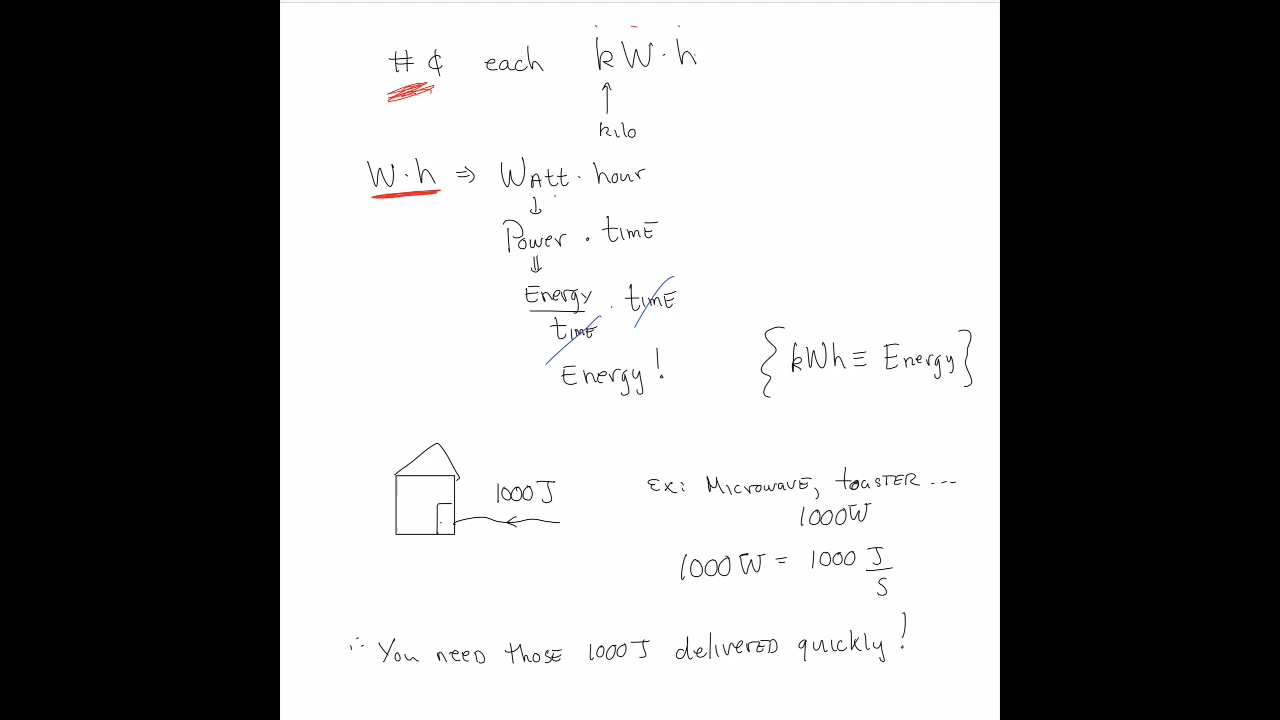 # ¢ each kW·h
↑
kilo
W·h ⇒ WAtt · hour
↓
Power · timE
⇓
Energy / timE · timE
Energy !
{kWh ≡ Energy}
1000 J
Ex: MicrowAVE, toASTER ...
1000W
1000 W = 1000 J/S
∴ You need those 1000J deliverED quickly!